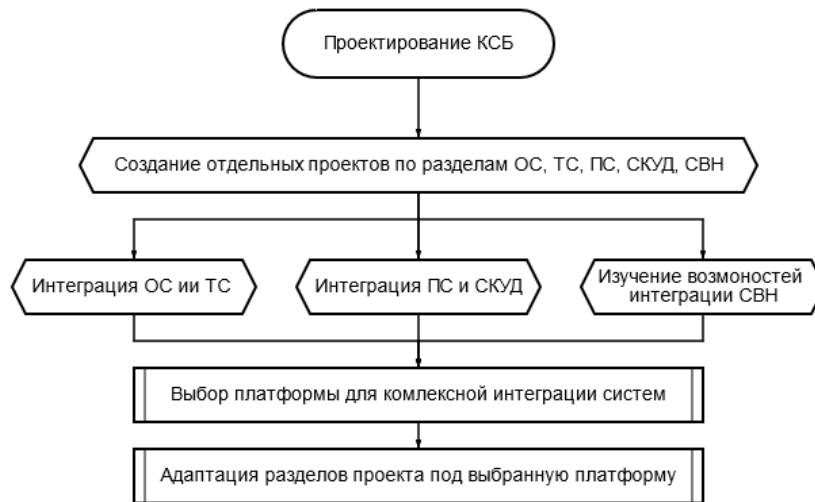 Проектирование КСБ
Создание отдельных проектов по разделам ОС, ТС, ПС, СКУД, СВН
Интеграция ОС ии ТС
Интеграция ПС и СКУД
Изучение возмоностей
интеграции СВН
Выбор платформы для комлексной интеграции систем
Адаптация разделов проекта под выбранную платформу